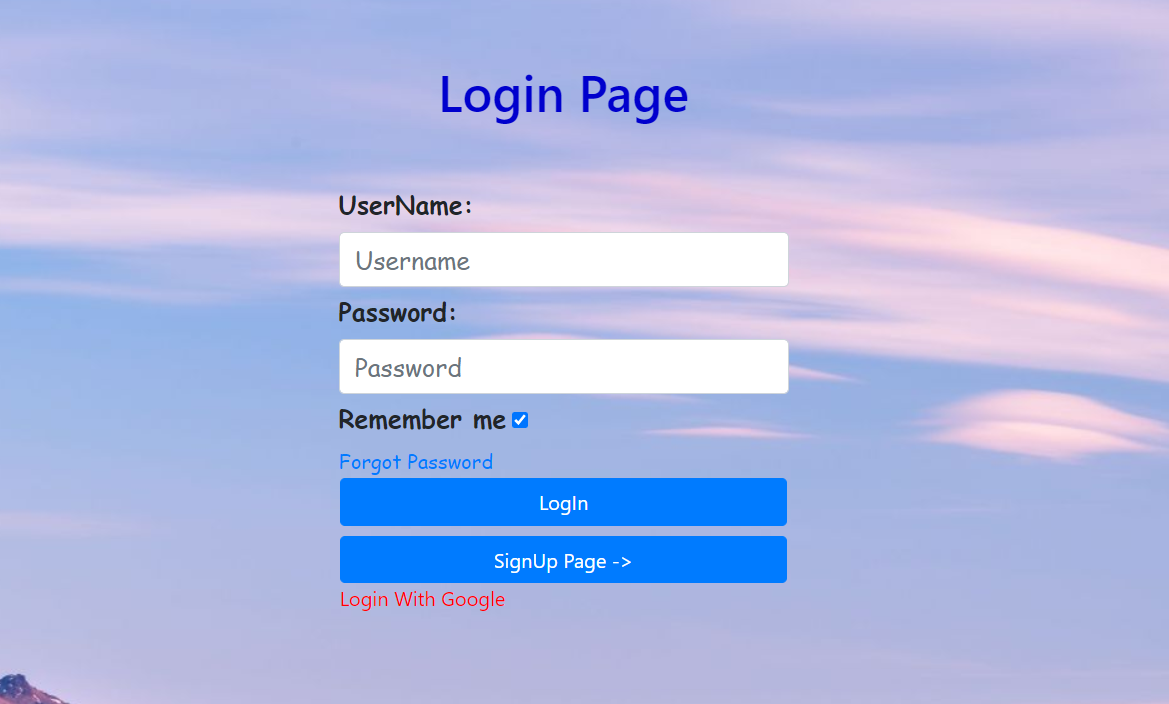 Login Page
UserName:
Username
Password:
Password
Remember me
Forgot Password
LogIn
SignUp Page ->
Login With Google